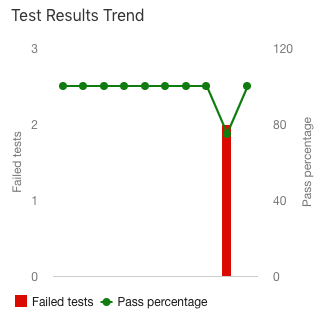 Test Results Trend
3
2
1
0
Failed tests
120
80
40
0
Pass percentage
Failed tests
Pass percentage